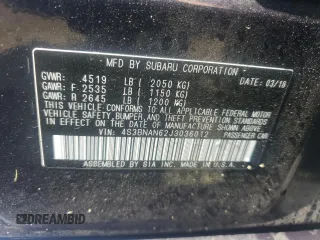 MFD BY SUBARU CORPORATION
GVWR: 4519 LB ( 2050 KG) DATE: 03/18
GAWR: F. 2535 LB ( 1150 KG)
GAWR: R 2645 LB ( 1200 KG)
THIS VEHICLE CONFORMS TO ALL APPLICABLE FEDERAL MOTOR
VEHICLE SAFETY, BUMPER, AND THEFT PREVENTION STANDARDS
IN EFFECT ON THE DATE OF MANUFACTURE SHOWN ABOVE.
VIN: 4S3BNAN62J3036012 PASSENGER CAR
ASSEMBLED BY SIA INC. MADE IN U.S.A.
DREAMBID